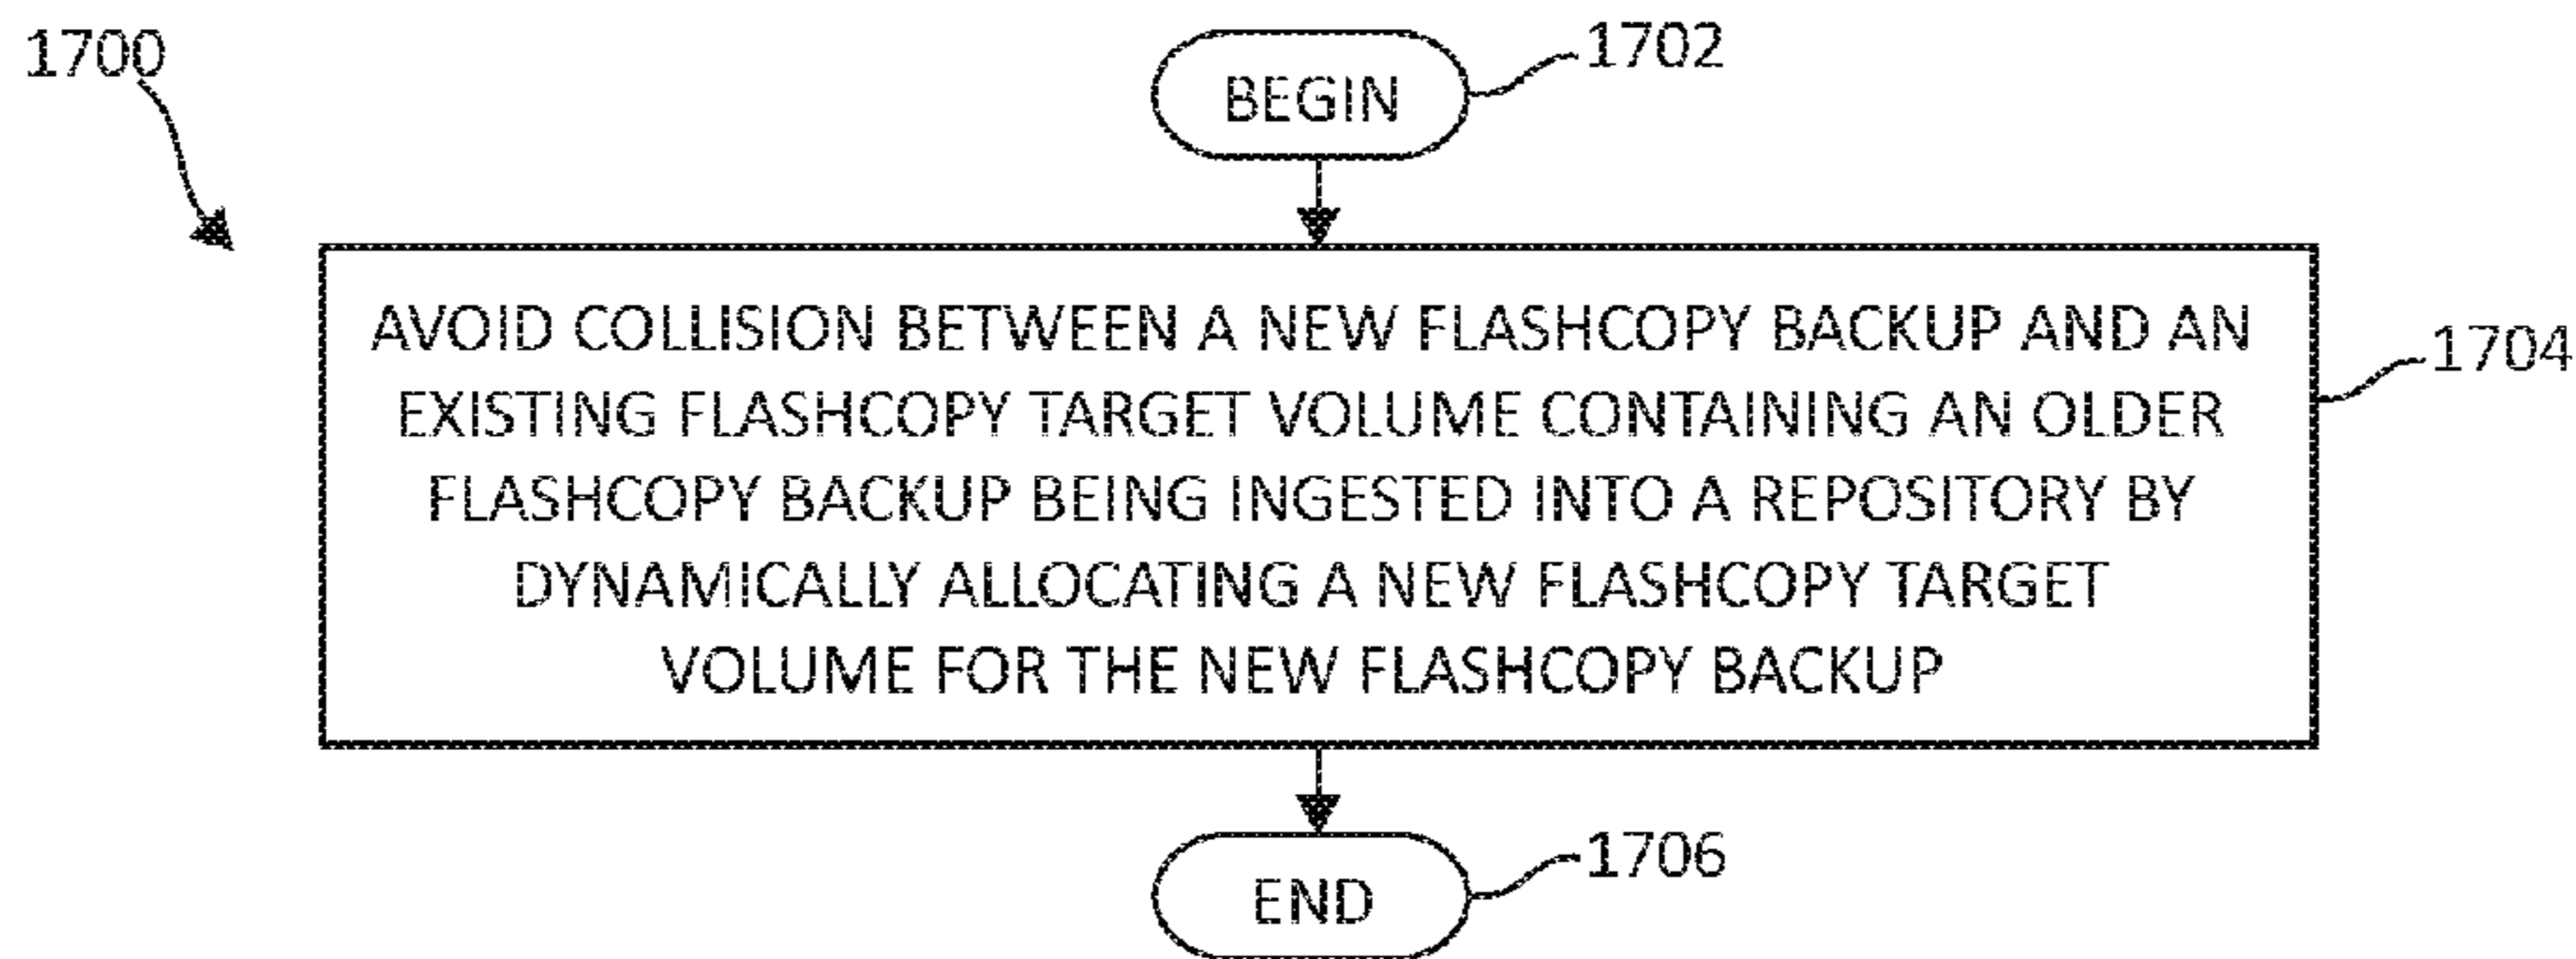 1700
BEGIN
1702
AVOID COLLISION BETWEEN A NEW FLASHCOPY BACKUP AND AN
EXISTING FLASHCOPY TARGET VOLUME CONTAINING AN OLDER
FLASHCOPY BACKUP BEING INGESTED INTO A REPOSITORY BY
DYNAMICALLY ALLOCATING A NEW FLASHCOPY TARGET
VOLUME FOR THE NEW FLASHCOPY BACKUP
1704
END
1706